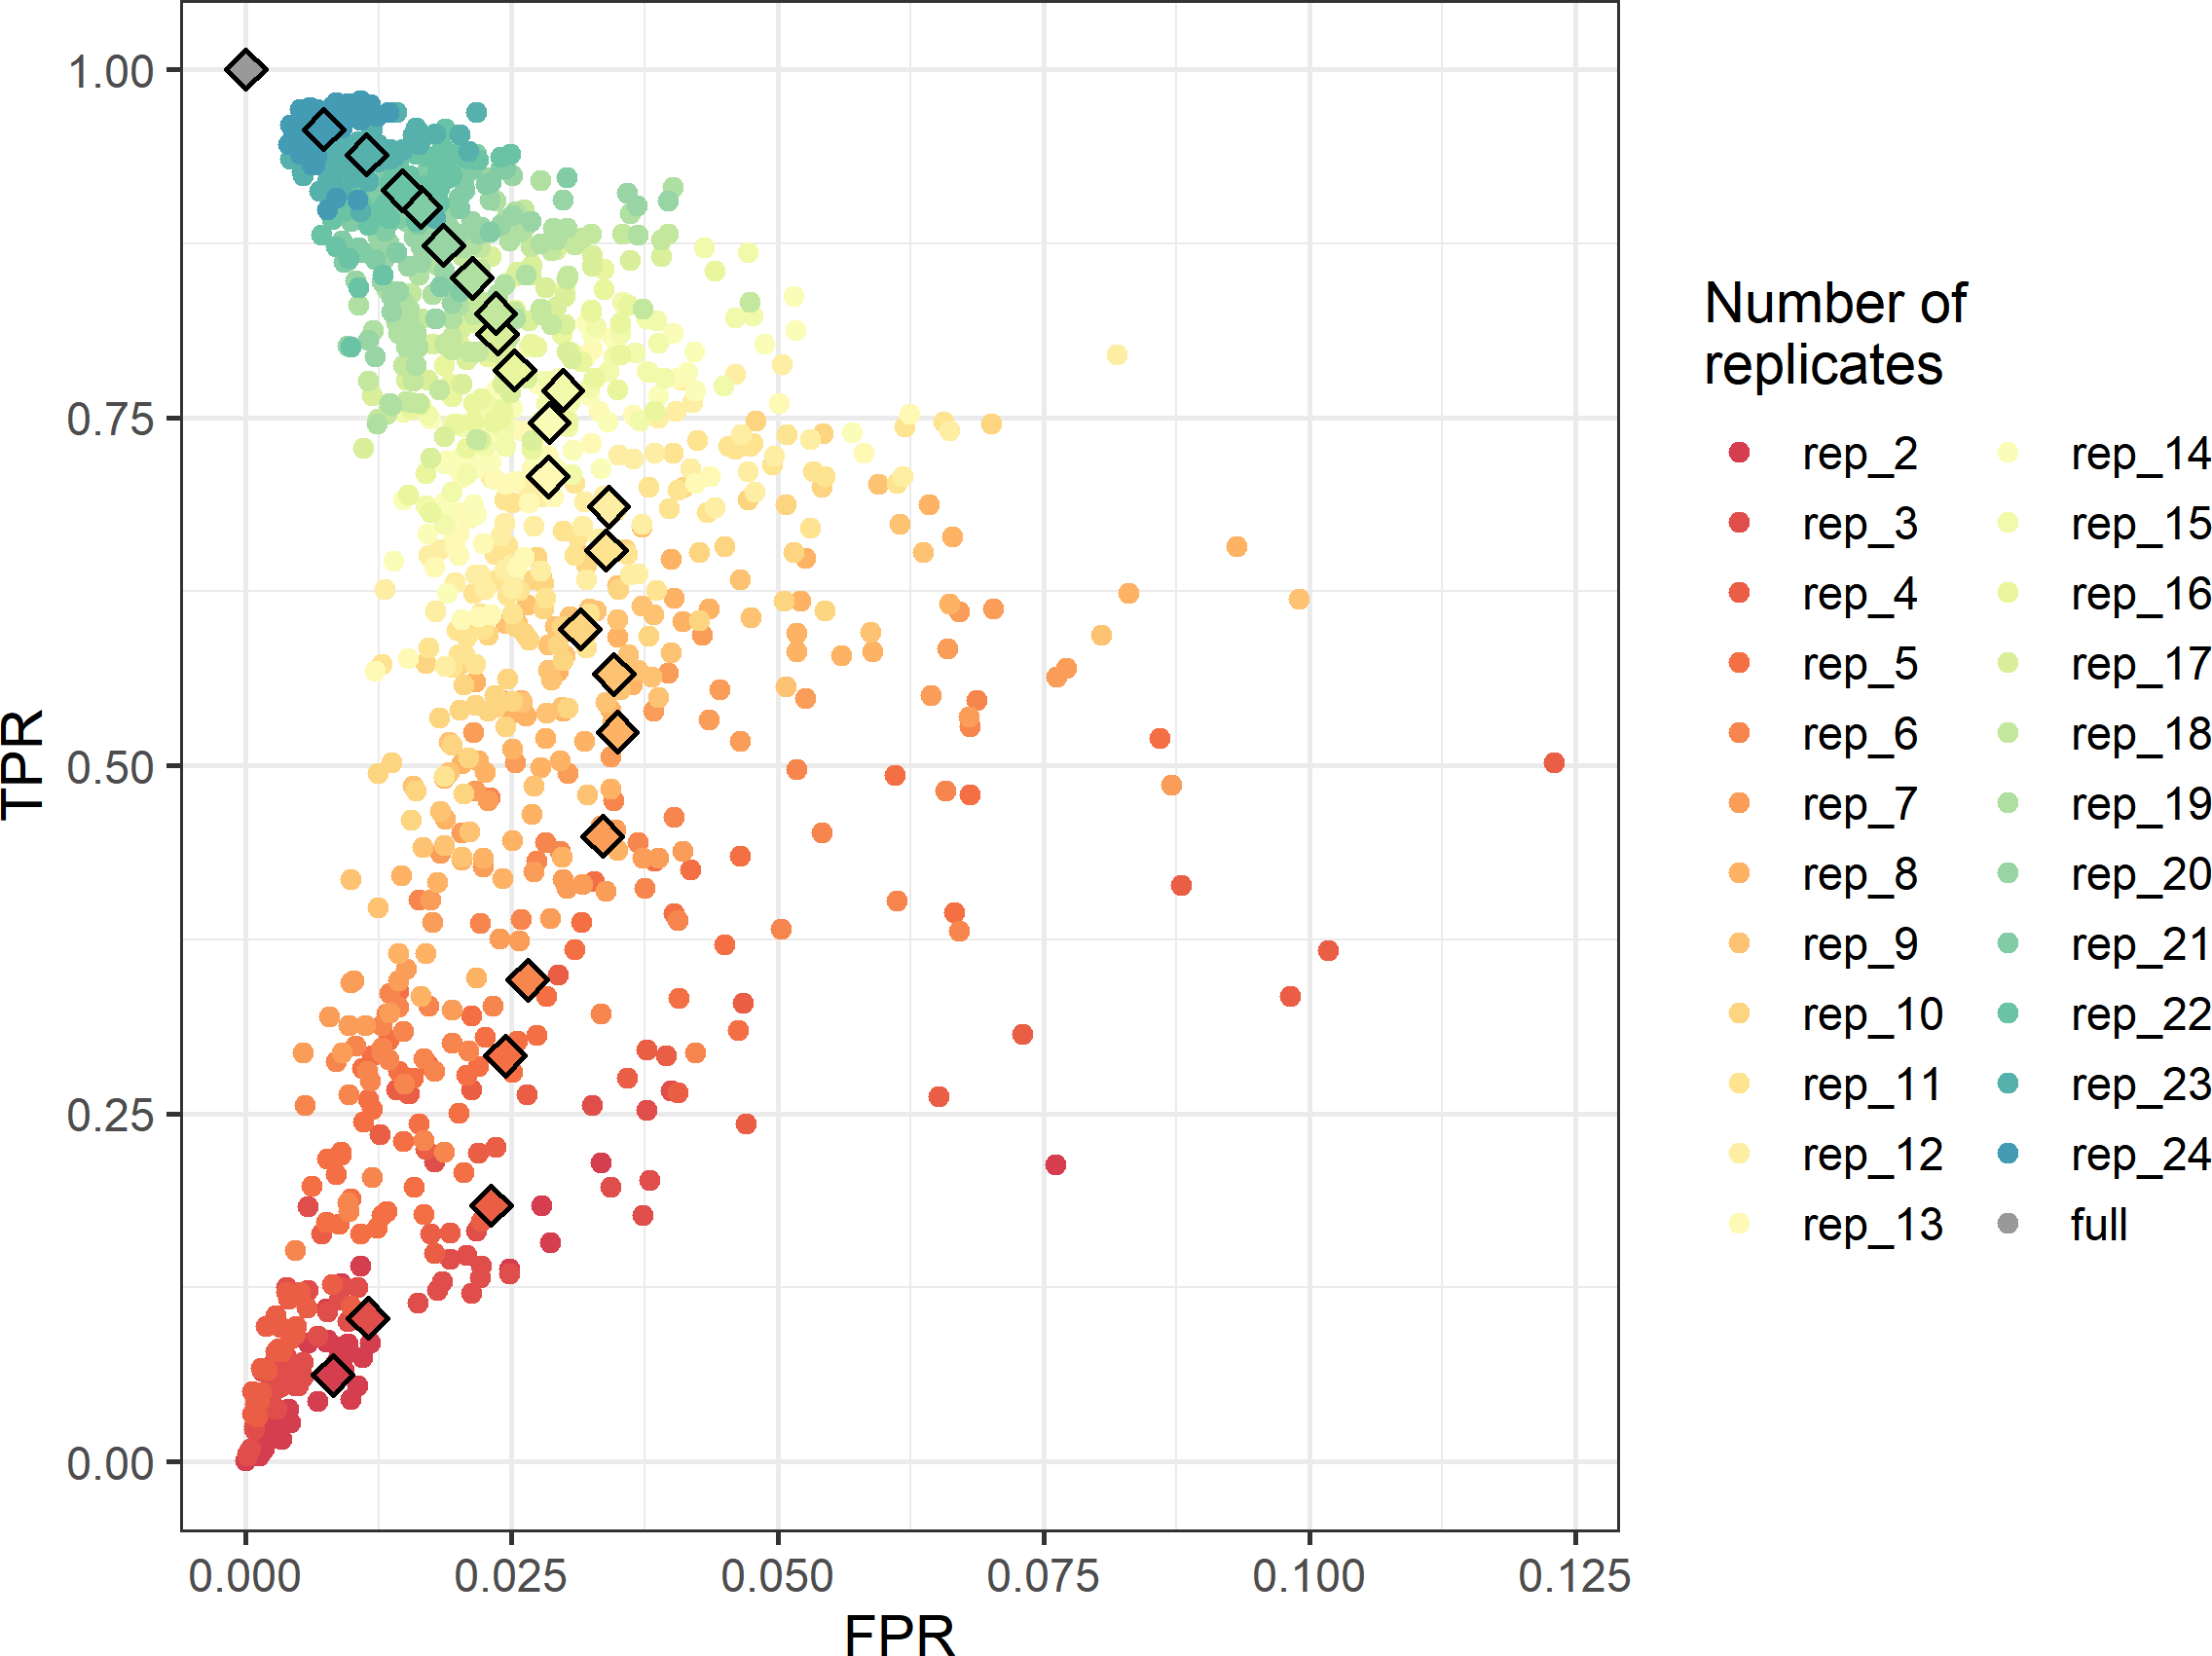 1.00
0.75
0.50
0.25
0.00
TPR
0.000 0.025 0.050 0.075 0.100 0.125
FPR
Number of
replicates
rep_2 rep_14
rep_3 rep_15
rep_4 rep_16
rep_5 rep_17
rep_6 rep_18
rep_7 rep_19
rep_8 rep_20
rep_9 rep_21
rep_10 rep_22
rep_11 rep_23
rep_12 rep_24
rep_13 full